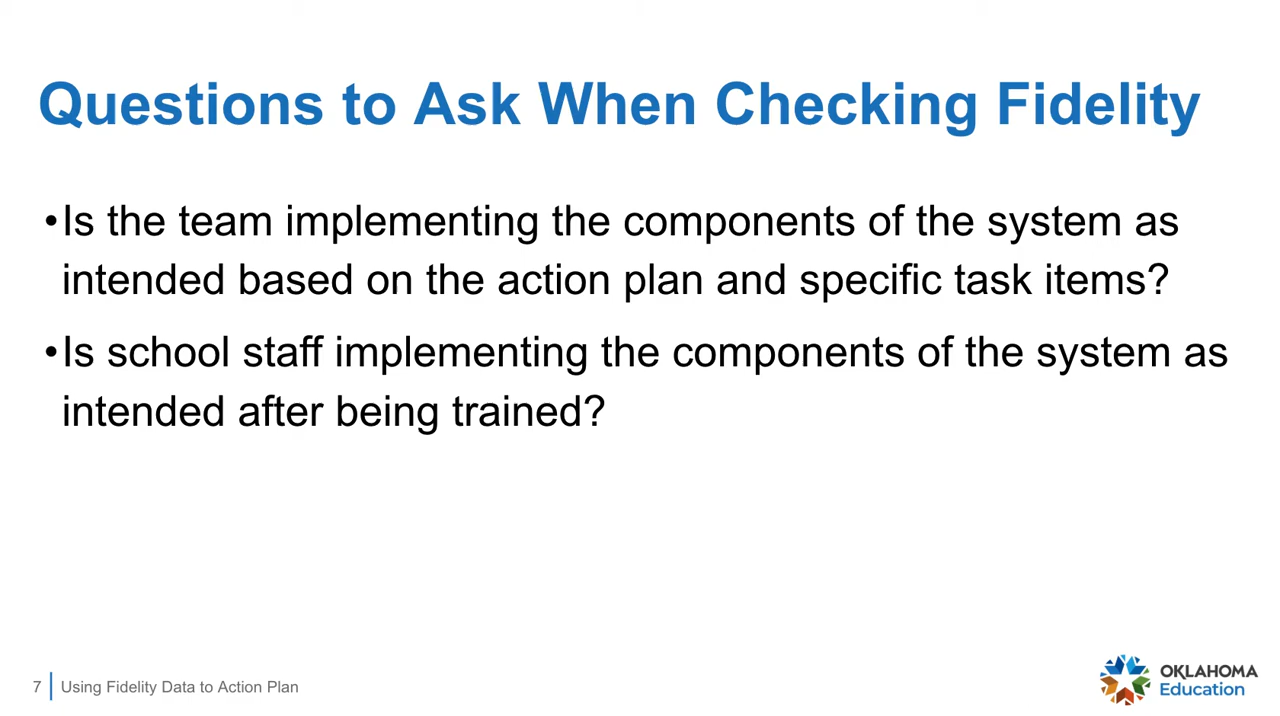 Questions to Ask When Checking Fidelity
•Is the team implementing the components of the system as
intended based on the action plan and specific task items?
•Is school staff implementing the components of the system as
intended after being trained?
7 Using Fidelity Data to Action Plan
OKLAHOMA
Education